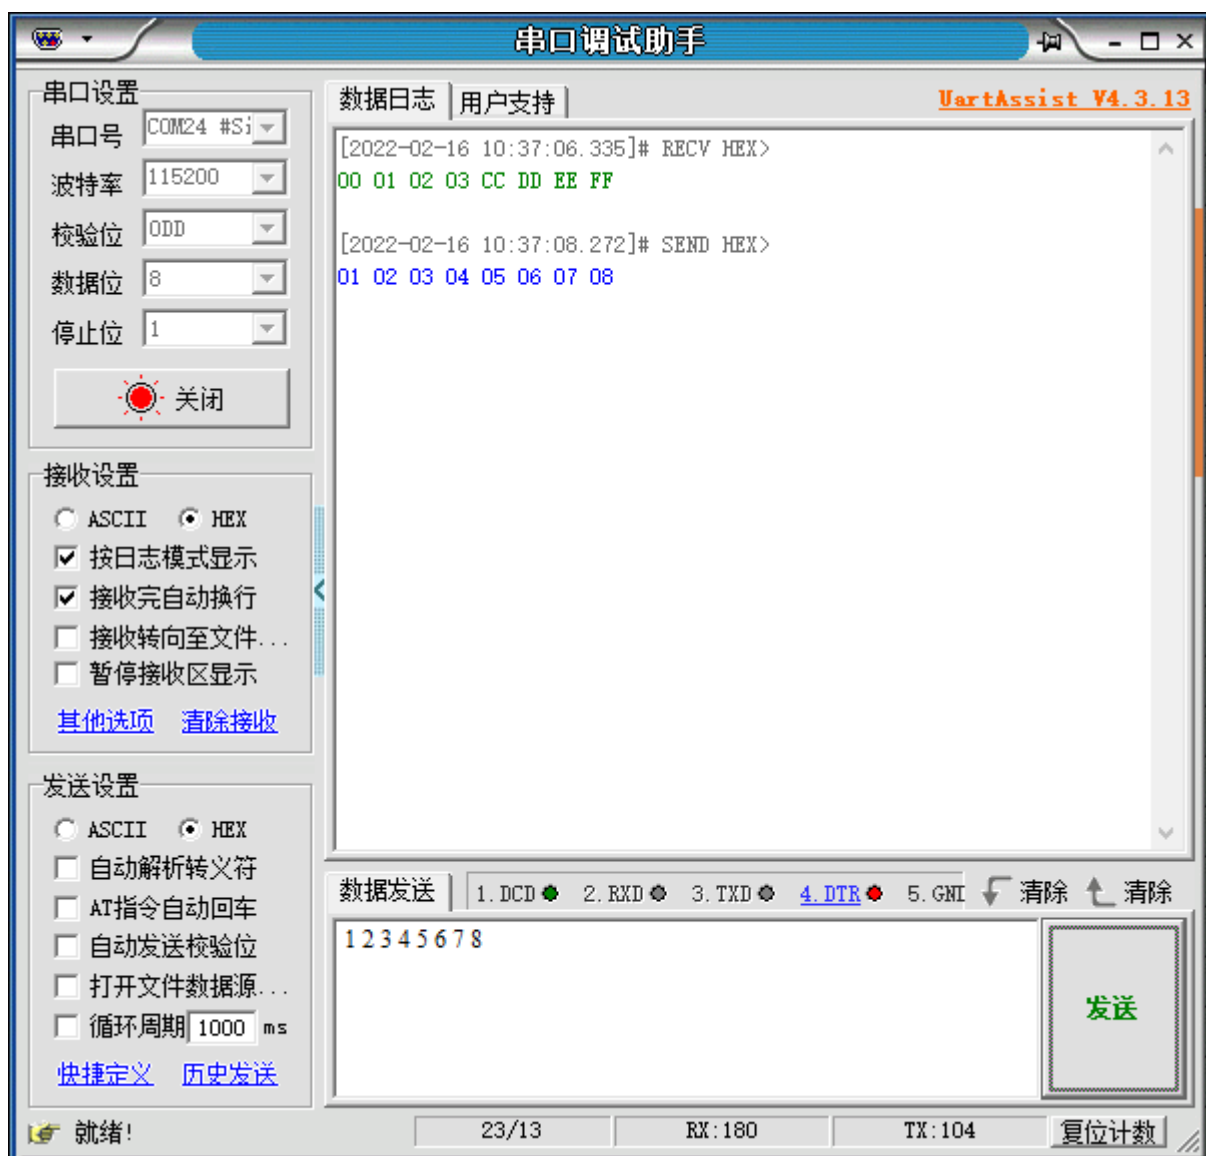 串口调试助手
串口设置
串口号 COM24 #Si
波特率 115200
校验位 ODD
数据位 8
停止位 1
关闭
接收设置
ASCII HEX
按日志模式显示
接收完自动换行
接收转向至文件...
暂停接收区显示
其他选项 清除接收
发送设置
ASCII HEX
自动解析转义符
AT指令自动回车
自动发送校验位
打开文件数据源...
循环周期 1000 ms
快捷定义 历史发送
数据日志 用户支持 UartAssist V4.3.13
[2022-02-16 10:37:06.335]# RECV HEX>
00 01 02 03 CC DD EE FF
[2022-02-16 10:37:08.272]# SEND HEX>
01 02 03 04 05 06 07 08
数据发送 1.DCD 2.RXD 3.TXD 4.DTR 5.GND 清除 清除
1 2 3 4 5 6 7 8
发送
就绪! 23/13 RX:180 TX:104 复位计数